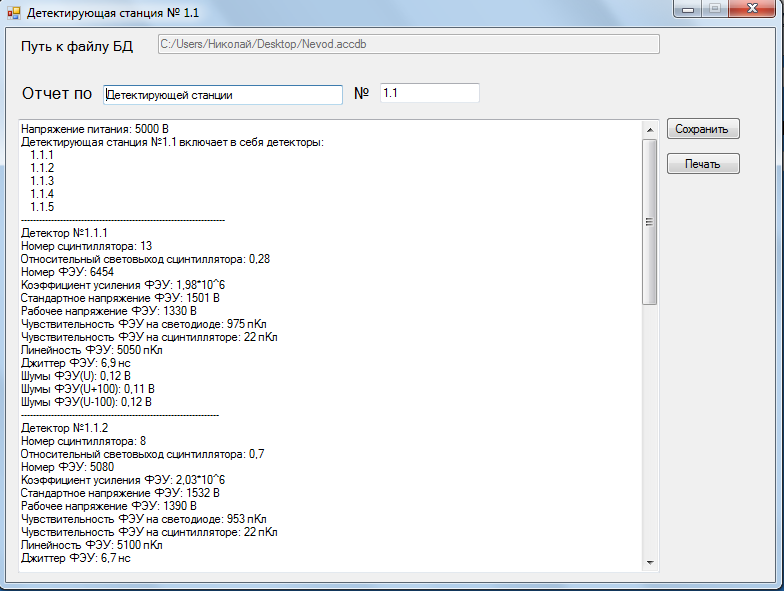 Детектирующая станция № 1.1
Путь к файлу БД
C:/Users/Николай/Desktop/Nevod.accdb
Отчет по
Детектирующей станции
№
1.1
Сохранить
Печать
Напряжение питания: 5000 В
Детектирующая станция №1.1 включает в себя детекторы:
1.1.1
1.1.2
1.1.3
1.1.4
1.1.5
------------------------------------------------------------------
Детектор №1.1.1
Номер сцинтиллятора: 13
Относительный световыход сцинтиллятора: 0,28
Номер ФЭУ: 6454
Коэффициент усиления ФЭУ: 1,98*10^6
Стандартное напряжение ФЭУ: 1501 В
Рабочее напряжение ФЭУ: 1330 В
Чувствительность ФЭУ на светодиоде: 975 пКл
Чувствительность ФЭУ на сцинтилляторе: 22 пКл
Линейность ФЭУ: 5050 пКл
Джиттер ФЭУ: 6,9 нс
Шумы ФЭУ(U): 0,12 В
Шумы ФЭУ(U+100): 0,11 В
Шумы ФЭУ(U-100): 0,12 В
------------------------------------------------------------------
Детектор №1.1.2
Номер сцинтиллятора: 8
Относительный световыход сцинтиллятора: 0,7
Номер ФЭУ: 5080
Коэффициент усиления ФЭУ: 2,03*10^6
Стандартное напряжение ФЭУ: 1532 В
Рабочее напряжение ФЭУ: 1390 В
Чувствительность ФЭУ на светодиоде: 953 пКл
Чувствительность ФЭУ на сцинтилляторе: 22 пКл
Линейность ФЭУ: 5100 пКл
Джиттер ФЭУ: 6,7 нс